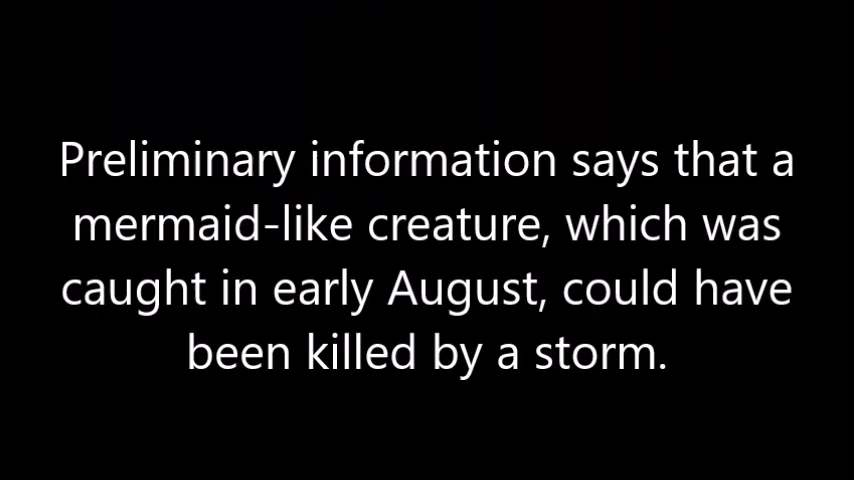 Preliminary information says that a
mermaid-like creature, which was
caught in early August, could have
been killed by a storm.